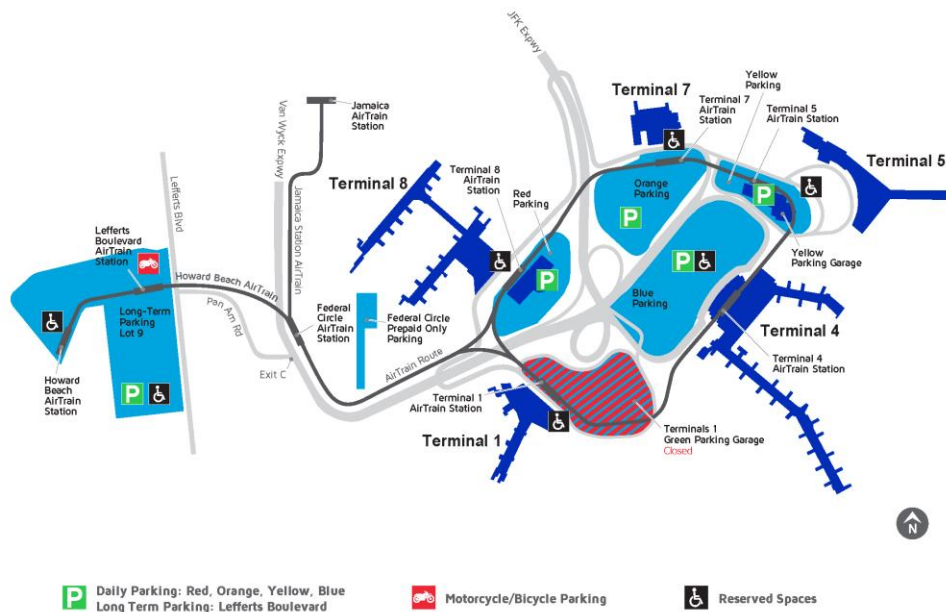 JFK Expwy
Terminal 7
Yellow
Parking
Terminal 7
AirTrain
Station
Terminal 5
AirTrain Station
Terminal 5
Jamaica
AirTrain
Station
Van Wyck Expwy
Terminal 8
Terminal 8
AirTrain
Station
Red
Parking
Orange
Parking
P
P
Yellow
Parking Garage
Lefferts Blvd
Jamaica Station AirTrain
Lefferts
Boulevard
AirTrain
Station
Howard Beach AirTrain
P
P
Blue
Parking
Long-Term
Parking
Lot 9
Pan Am Rd
Federal
Circle
AirTrain
Station
Federal Circle
Prepaid Only
Parking
Terminal 4
Exit C
AirTrain Route
Terminal 4
AirTrain Station
Howard
Beach
AirTrain
Station
P
Terminal 1
AirTrain Station
Terminal 1
Terminals 1
Green Parking Garage
Closed
N
P
Daily Parking: Red, Orange, Yellow, Blue
Long Term Parking: Lefferts Boulevard
Motorcycle/Bicycle Parking
Reserved Spaces